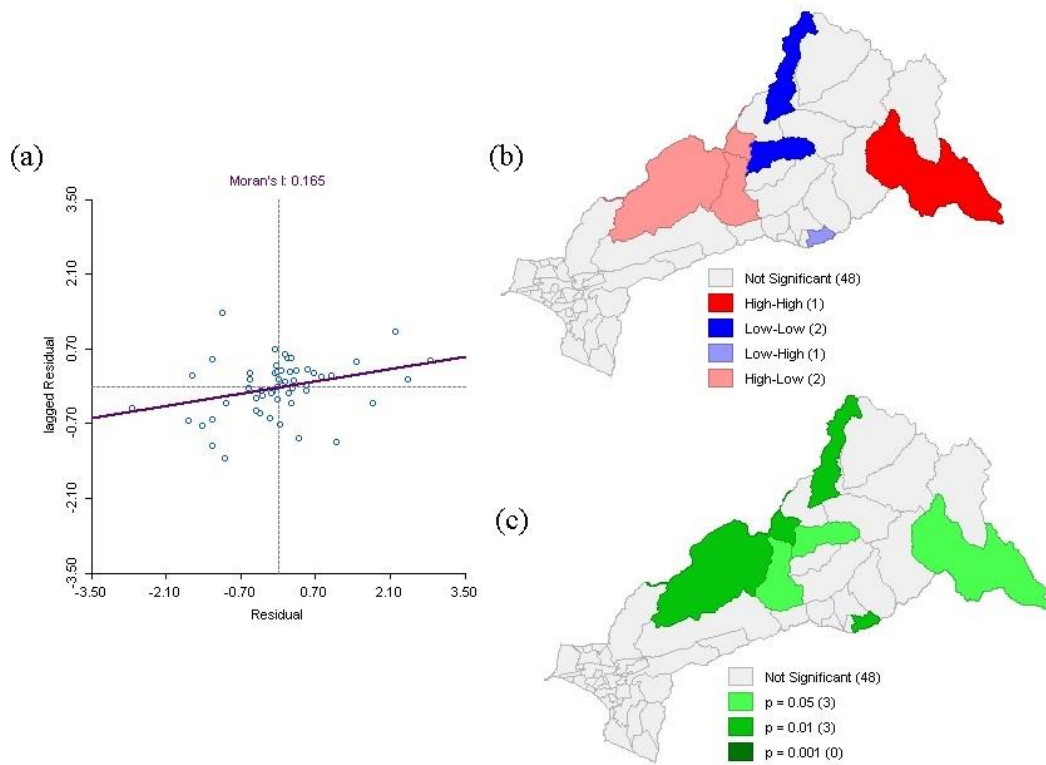 (a)
Moran's I: 0.165
3.50
2.10
0.70
-0.70
-2.10
-3.50
lagged Residual
-3.50 -2.10 -0.70 0.70 2.10 3.50
Residual
(b)
Not Significant (48)
High-High (1)
Low-Low (2)
Low-High (1)
High-Low (2)
(c)
Not Significant (48)
p = 0.05 (3)
p = 0.01 (3)
p = 0.001 (0)